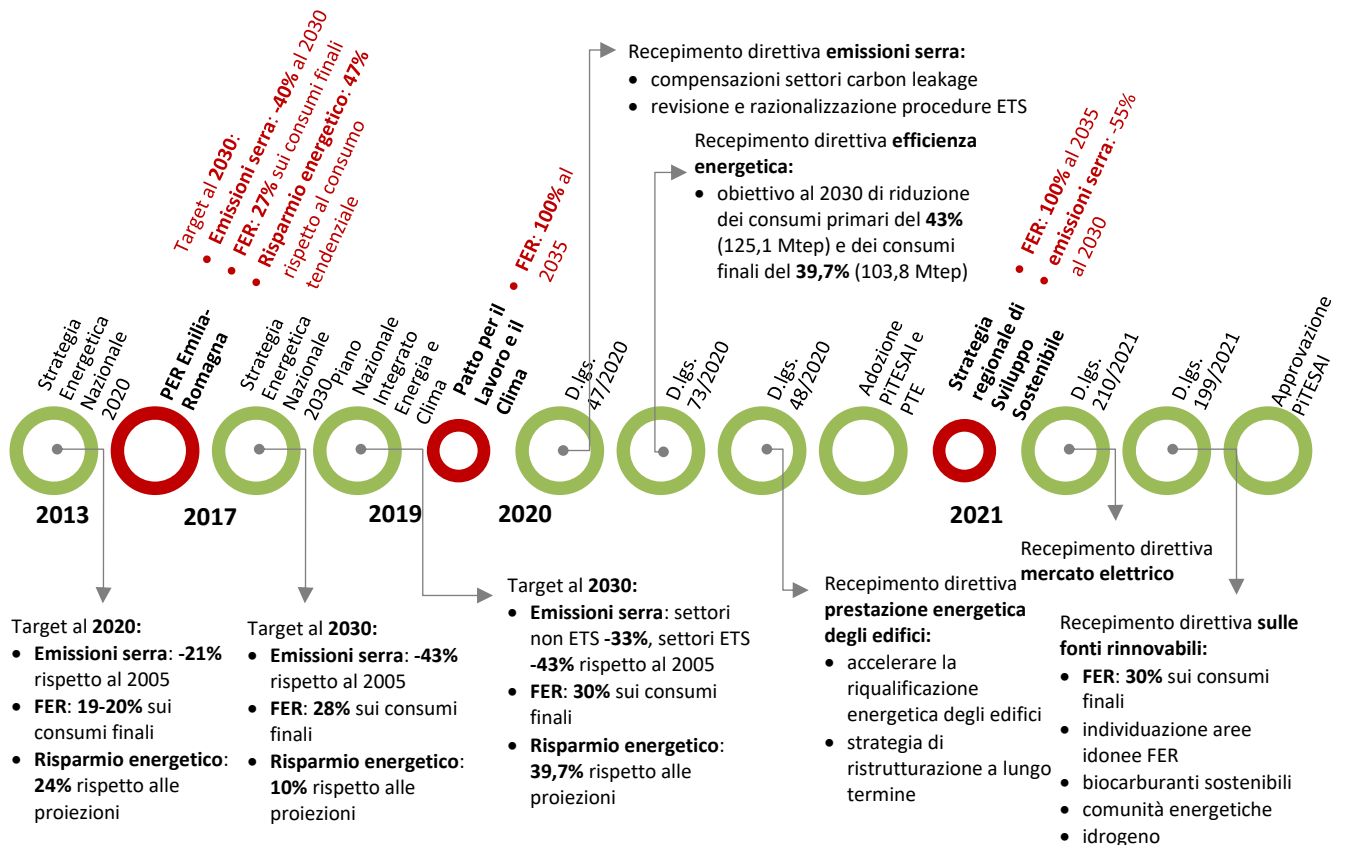 Recepimento direttiva emissioni serra:
• compensazioni settori carbon leakage
• revisione e razionalizzazione procedure ETS
Recepimento direttiva efficienza
energetica:
• obiettivo al 2030 di riduzione
dei consumi primari del 43%
(125,1 Mtep) e dei consumi
finali del 39,7% (103,8 Mtep)
Target al 2030:
• Emissioni serra: -40% al 2030
• FER: 27% sui consumi finali
• Risparmio energetico: 47%
rispetto al consumo
tendenziale
• FER: 100% al
2035
• FER: 100% al 2035
• emissioni serra: -55%
al 2030
Strategia
Energetica
Nazionale
2020
PER Emilia-
Romagna
Strategia
Energetica
Nazionale
2030
Piano
Nazionale
Integrato
Energia e
Clima
Patto per il
Lavoro e il
Clima
D.lgs.
47/2020
D.lgs.
73/2020
D.lgs.
48/2020
Adozione
PiTESAI e
PTE
Strategia
regionale di
Sviluppo
Sostenibile
D.lgs.
210/2021
D.lgs.
199/2021
Approvazione
PiTESAI
2013
2017
2019
2020
2021
Target al 2020:
• Emissioni serra: -21%
rispetto al 2005
• FER: 19-20% sui
consumi finali
• Risparmio energetico:
24% rispetto alle
proiezioni
Target al 2030:
• Emissioni serra: -43%
rispetto al 2005
• FER: 28% sui consumi
finali
• Risparmio energetico:
10% rispetto alle
proiezioni
Target al 2030:
• Emissioni serra: settori
non ETS -33%, settori ETS
-43% rispetto al 2005
• FER: 30% sui consumi
finali
• Risparmio energetico:
39,7% rispetto alle
proiezioni
Recepimento direttiva
prestazione energetica
degli edifici:
• accelerare la
riqualificazione
energetica degli edifici
• strategia di
ristrutturazione a lungo
termine
Recepimento direttiva
mercato elettrico
Recepimento direttiva sulle
fonti rinnovabili:
• FER: 30% sui consumi
finali
• individuazione aree
idonee FER
• biocarburanti sostenibili
• comunità energetiche
• idrogeno